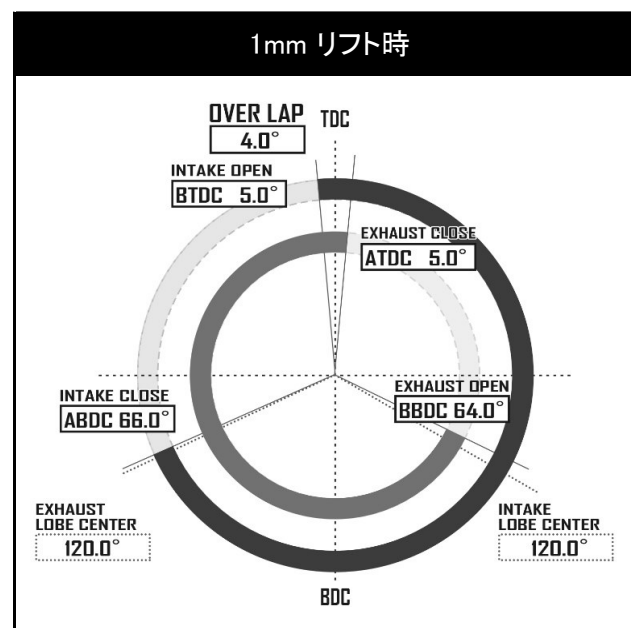 1mm リフト時
OVER LAP
4.0°
TDC
INTAKE OPEN
BTDC 5.0°
EXHAUST CLOSE
ATDC 5.0°
INTAKE CLOSE
ABDC 66.0°
EXHAUST OPEN
BBDC 64.0°
EXHAUST
LOBE CENTER
120.0°
INTAKE
LOBE CENTER
120.0°
BDC